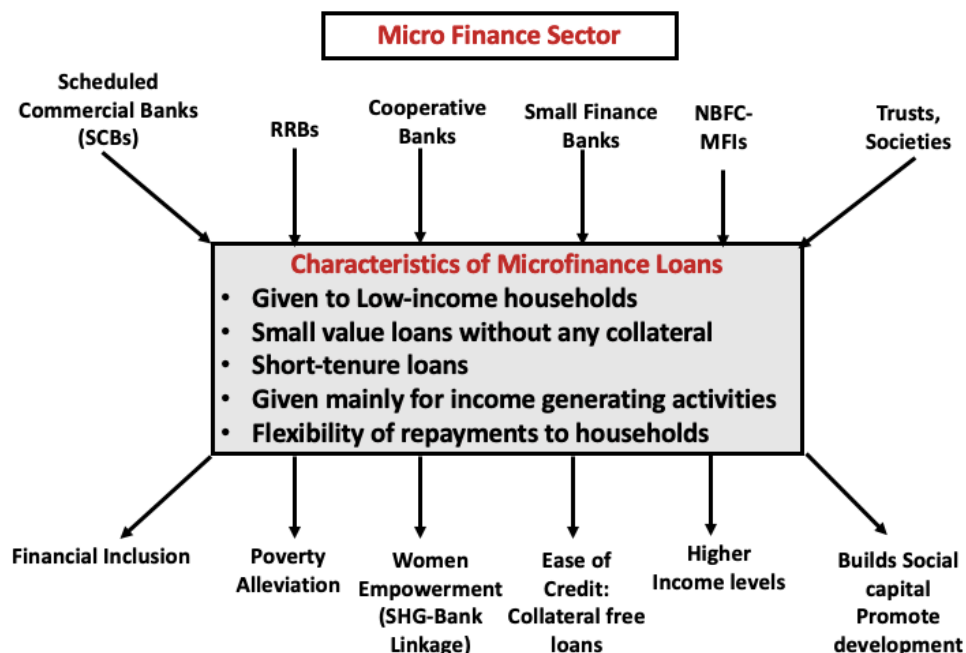 Micro Finance Sector
Scheduled
Commercial Banks
(SCBs)
RRBs
Cooperative
Banks
Small Finance
Banks
NBFC-
MFIs
Trusts,
Societies
Characteristics of Microfinance Loans
• Given to Low-income households
• Small value loans without any collateral
• Short-tenure loans
• Given mainly for income generating activities
• Flexibility of repayments to households
Financial Inclusion
Poverty
Alleviation
Women
Empowerment
(SHG-Bank
Linkage)
Ease of
Credit:
Collateral free
loans
Higher
Income levels
Builds Social
capital
Promote
development